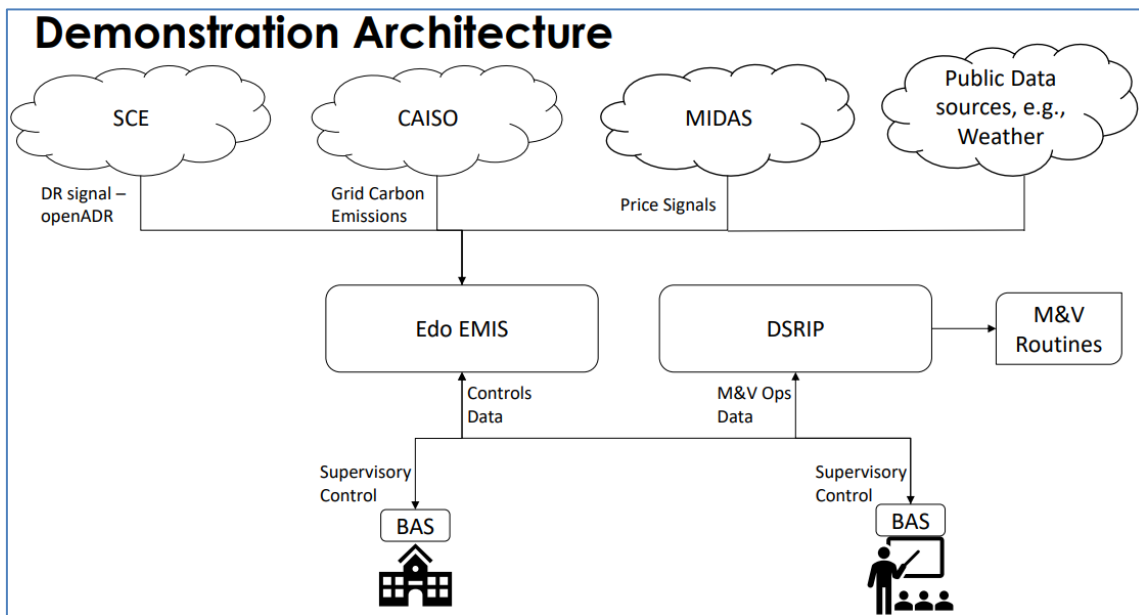 Demonstration Architecture
SCE
CAISO
MIDAS
Public Data
sources, e.g.,
Weather
DR signal –
openADR
Grid Carbon
Emissions
Price Signals
Edo EMIS
DSRIP
M&V
Routines
Controls
Data
M&V Ops
Data
Supervisory
Control
Supervisory
Control
BAS
BAS